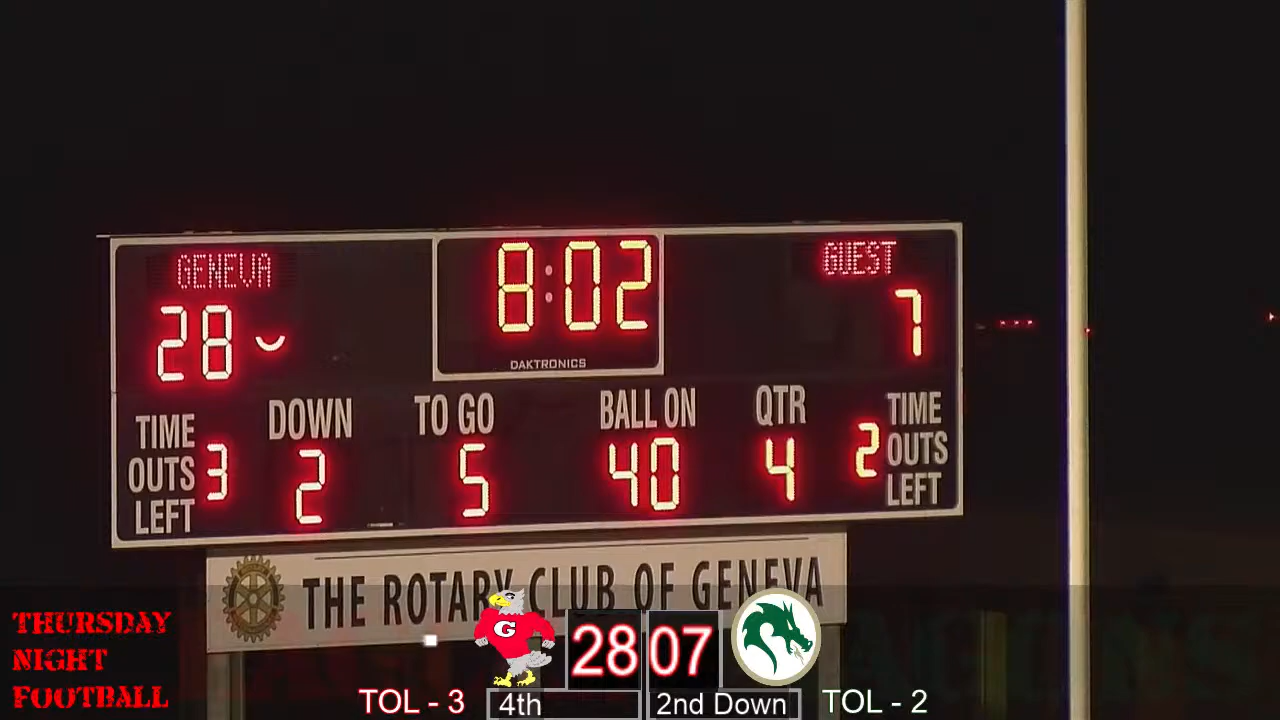 GENEVA
8:02
GUEST
28
7
DAKTRONICS
DOWN
TO GO
BALL ON
QTR
TIME
OUTS
LEFT
3
2
5
40
4
2
TIME
OUTS
LEFT
THE ROTARY CLUB OF GENEVA
THURSDAY
NIGHT
FOOTBALL
G
28 07
TOL - 3
4th
2nd Down
TOL - 2